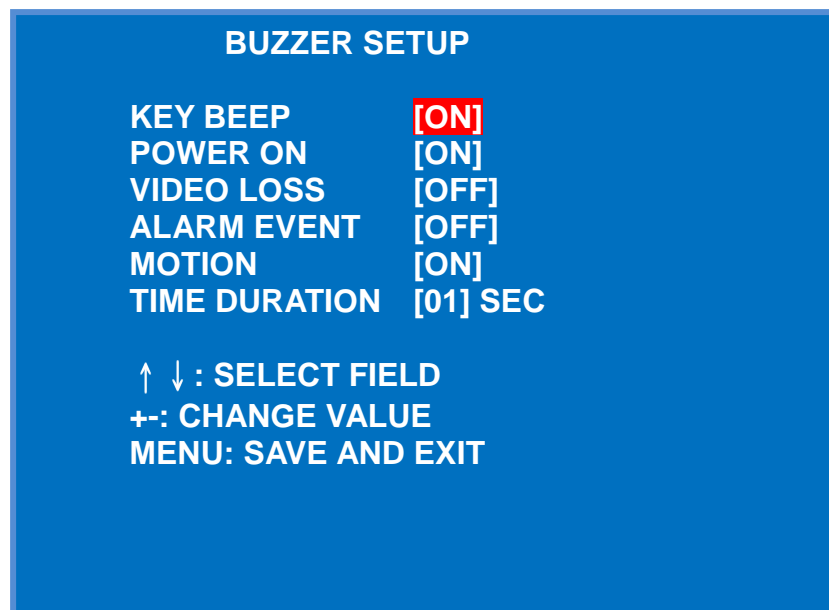 BUZZER SETUP
KEY BEEP [ON]
POWER ON [ON]
VIDEO LOSS [OFF]
ALARM EVENT [OFF]
MOTION [ON]
TIME DURATION [01] SEC
↑ ↓: SELECT FIELD
+-: CHANGE VALUE
MENU: SAVE AND EXIT